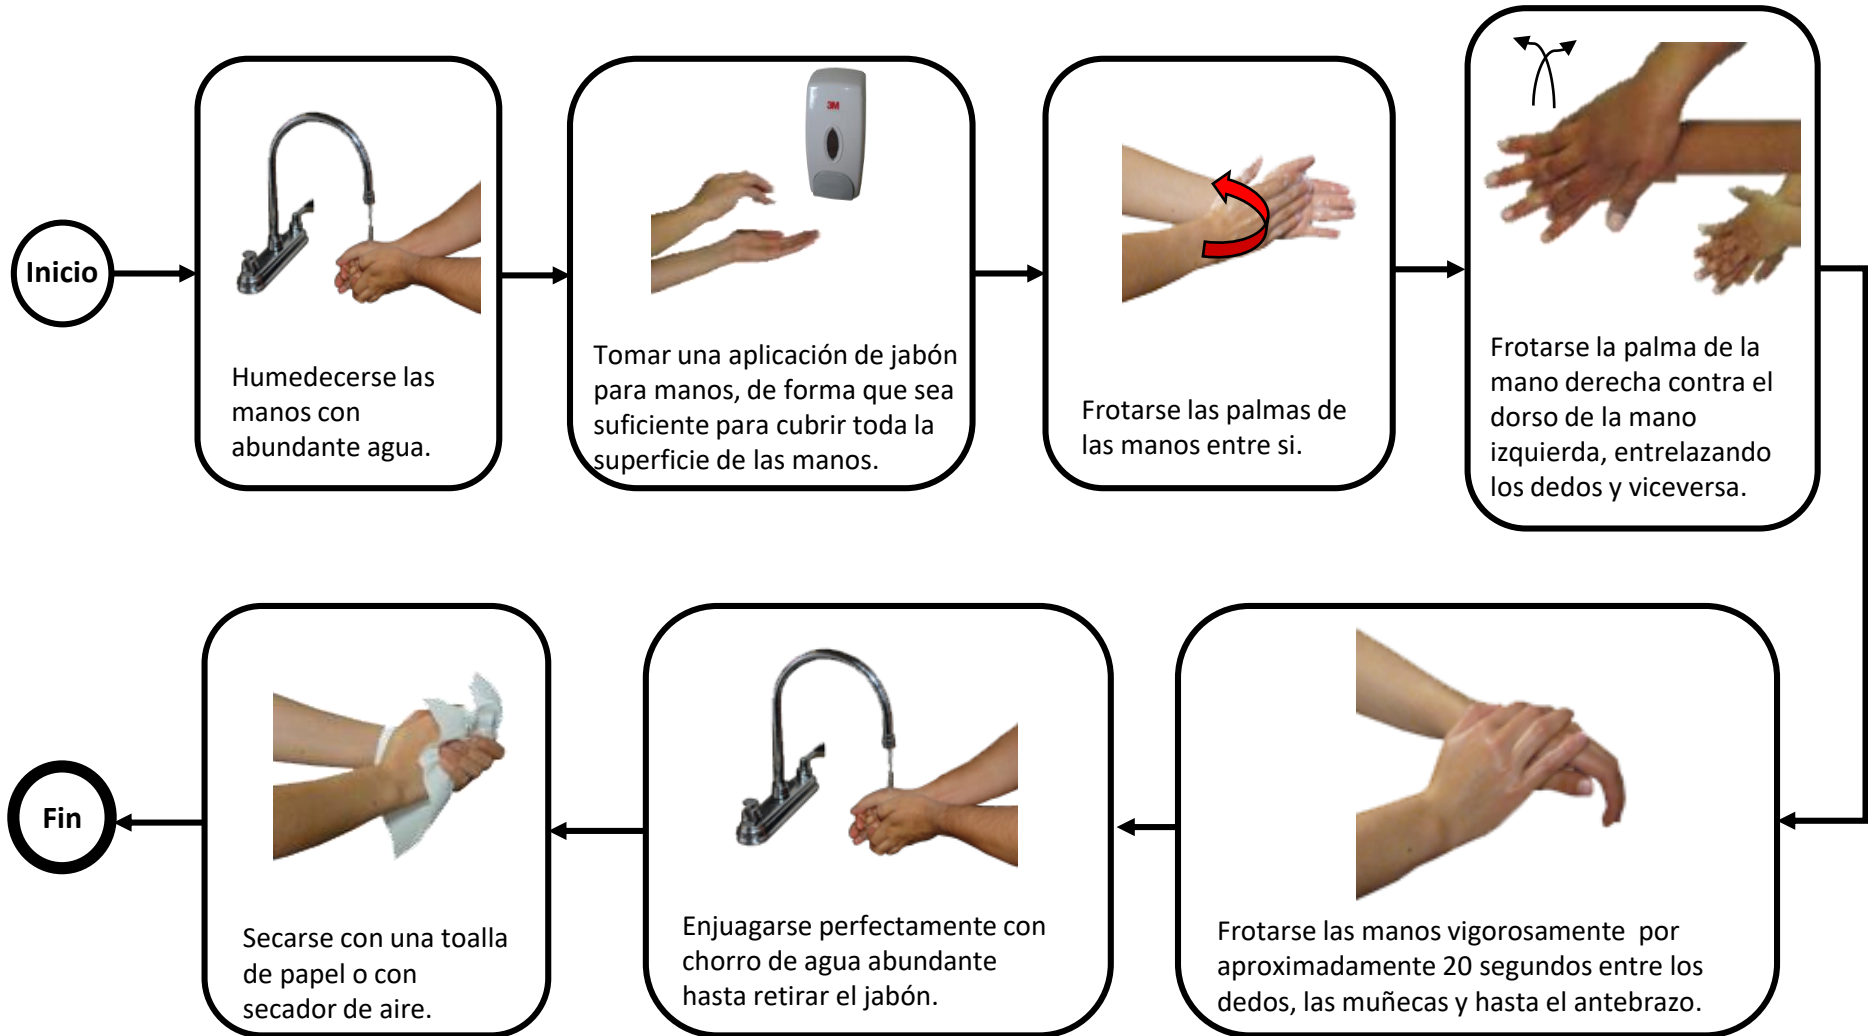 Inicio
Humedecerse las
manos con
abundante agua.
3M
Tomar una aplicación de jabón
para manos, de forma que sea
suficiente para cubrir toda la
superficie de las manos.
Frotarse las palmas de
las manos entre si.
Frotarse la palma de la
mano derecha contra el
dorso de la mano
izquierda, entrelazando
los dedos y viceversa.
Frotarse las manos vigorosamente por
aproximadamente 20 segundos entre los
dedos, las muñecas y hasta el antebrazo.
Enjuagarse perfectamente con
chorro de agua abundante
hasta retirar el jabón.
Secarse con una toalla
de papel o con
secador de aire.
Fin